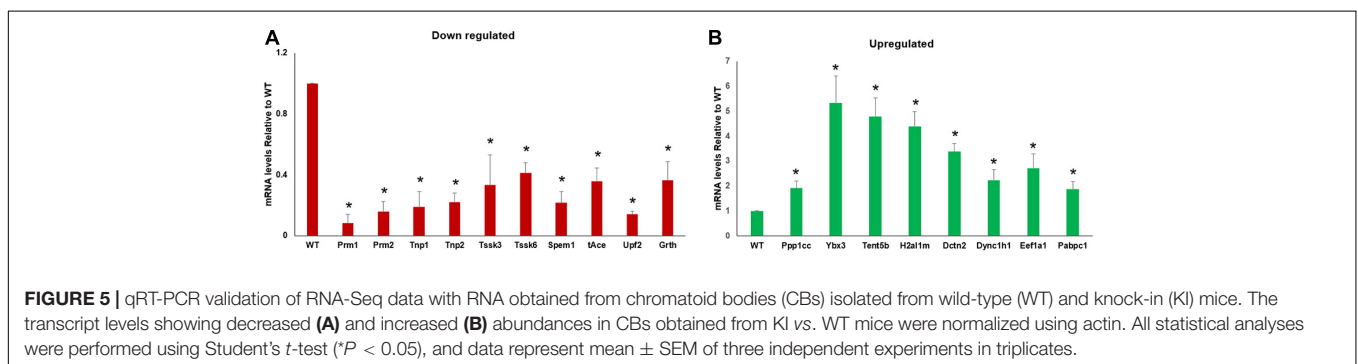 A
Down regulated
mRNA levels Relative to WT
1.2
0.8
0.4
0
*
*
*
*
*
*
*
*
*
*
WT Prm1 Prm2 Tnp1 Tnp2 Tssk3 Tssk6 Spem1 tAce Upf2 Grth
B
Upregulated
mRNA levels Relative to WT
7
6
5
4
3
2
1
0
*
*
*
*
*
*
*
*
WT Ppp1cc Ybx3 Tent5b H2al1m Dctn2 Dync1h1 Eef1a1 Pabpc1
FIGURE 5 | qRT-PCR validation of RNA-Seq data with RNA obtained from chromatoid bodies (CBs) isolated from wild-type (WT) and knock-in (KI) mice. The
transcript levels showing decreased (A) and increased (B) abundances in CBs obtained from KI vs. WT mice were normalized using actin. All statistical analyses
were performed using Student's t-test (*P < 0.05), and data represent mean ± SEM of three independent experiments in triplicates.